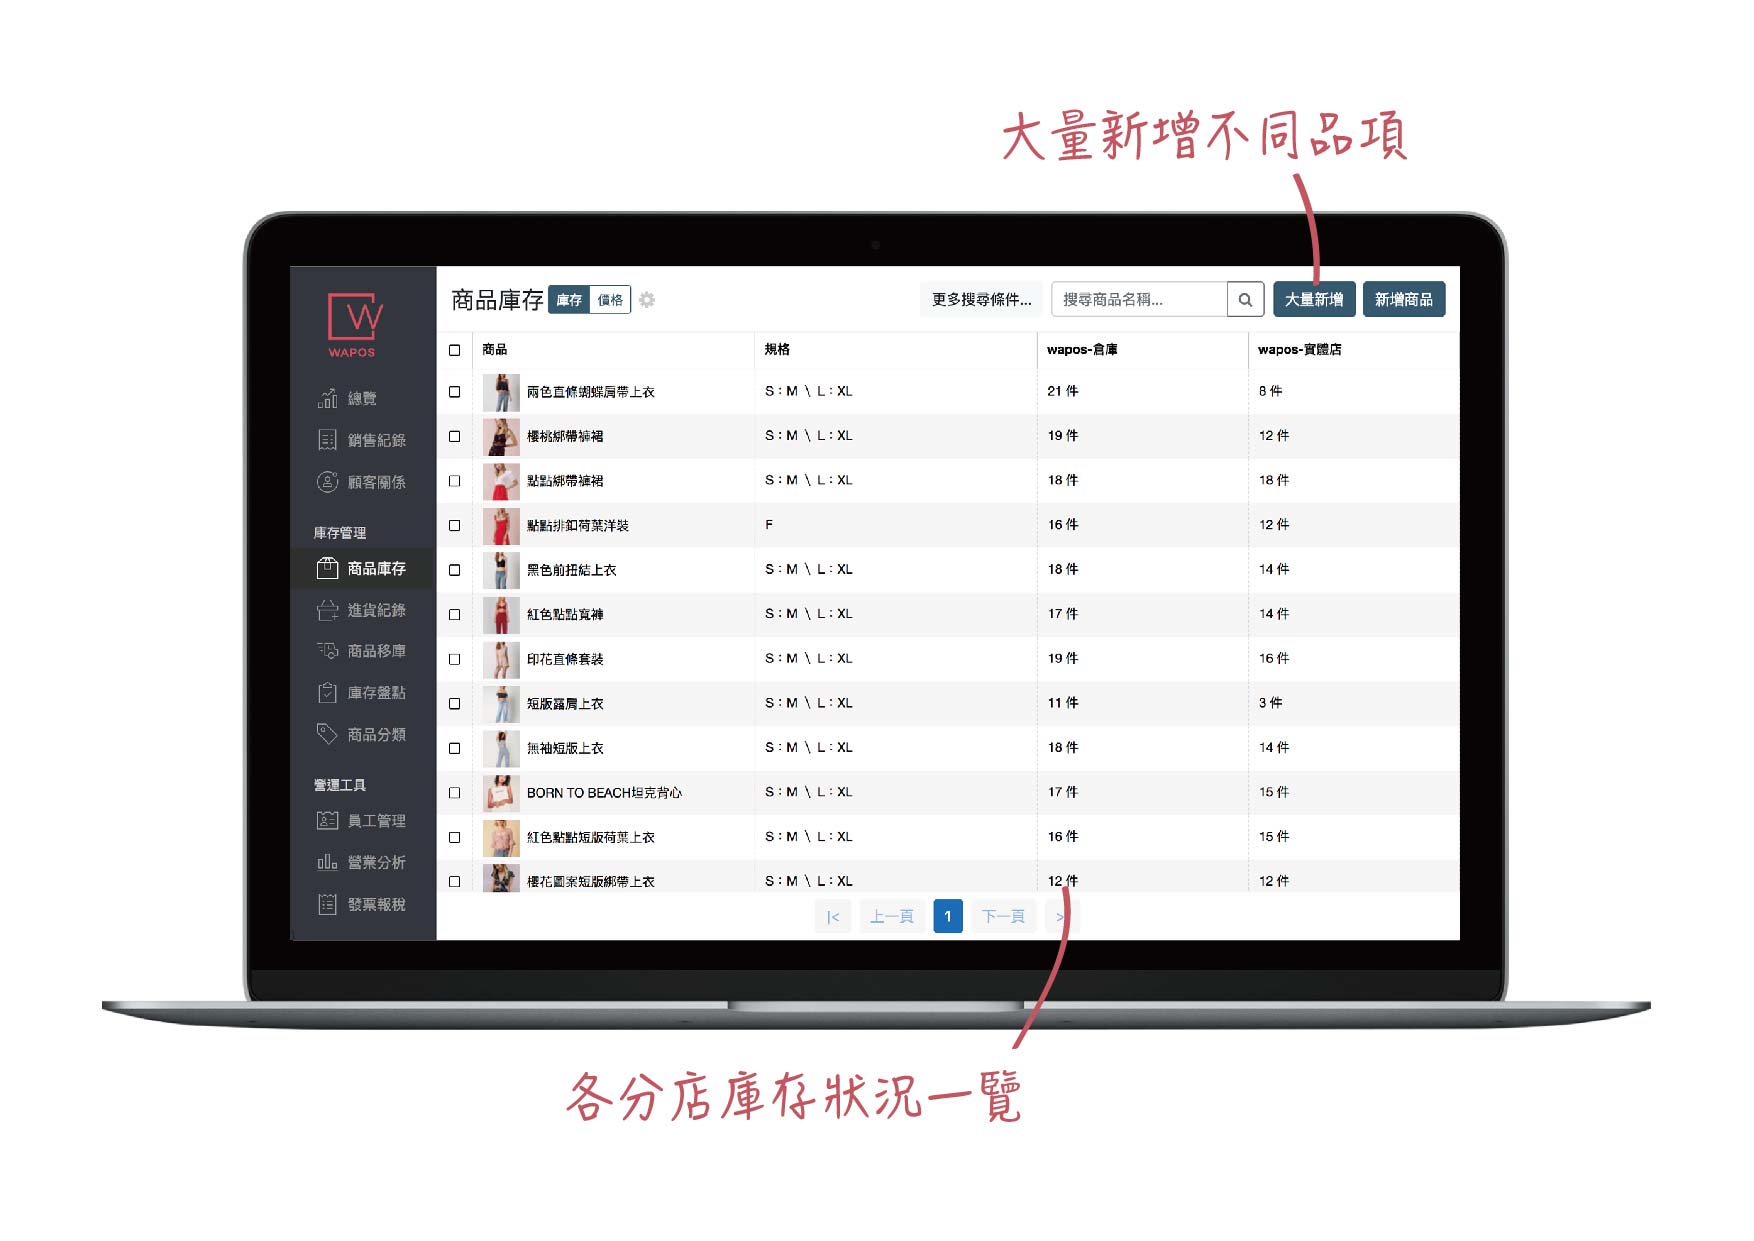 大量新增不同品項
WAPOS
總覽
銷售紀錄
顧客關係
庫存管理
商品庫存
進貨紀錄
商品移庫
庫存盤點
商品分類
營運工具
員工管理
營業分析
發票報稅
商品庫存 庫存 價格 更多搜尋條件... 搜尋商品名稱... 大量新增 新增商品
商品 規格 wapos-倉庫 wapos-實體店
兩色直條蝴蝶肩帶上衣 S：M \ L：XL 21 件 8 件
櫻桃綁帶褲裙 S：M \ L：XL 19 件 12 件
點點綁帶褲裙 S：M \ L：XL 18 件 18 件
點點排釦荷葉洋裝 F 16 件 12 件
黑色前扭結上衣 S：M \ L：XL 18 件 14 件
紅色點點寬褲 S：M \ L：XL 17 件 14 件
印花直條套裝 S：M \ L：XL 19 件 16 件
短版露肩上衣 S：M \ L：XL 11 件 3 件
無袖短版上衣 S：M \ L：XL 18 件 14 件
BORN TO BEACH坦克背心 S：M \ L：XL 17 件 15 件
紅色點點短版荷葉上衣 S：M \ L：XL 16 件 15 件
櫻花圖案短版綁帶上衣 S：M \ L：XL 12 件 12 件
|< 上一頁 1 下一頁 >
各分店庫存狀況一覽